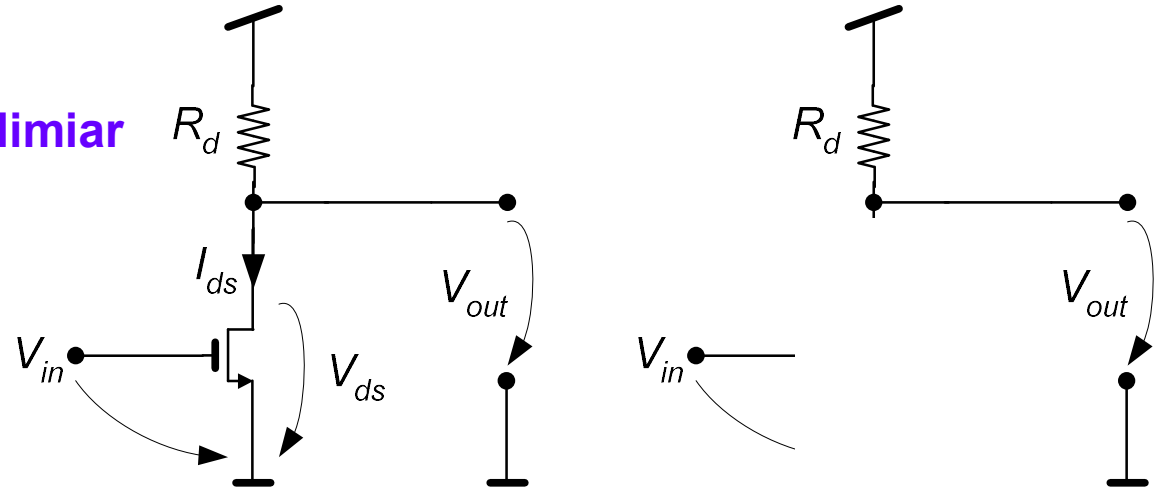 limiar
R_d
I_ds
V_in
V_ds
V_out
R_d
V_in
V_out